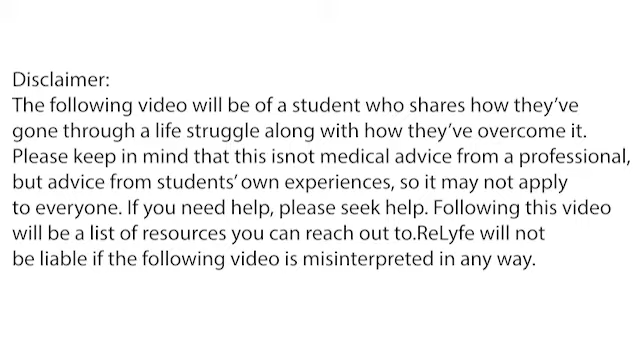 Disclaimer:
The following video will be of a student who shares how they’ve
gone through a life struggle along with how they’ve overcome it.
Please keep in mind that this isnot medical advice from a professional,
but advice from students’ own experiences, so it may not apply
to everyone. If you need help, please seek help. Following this video
will be a list of resources you can reach out to.ReLyfe will not
be liable if the following video is misinterpreted in any way.